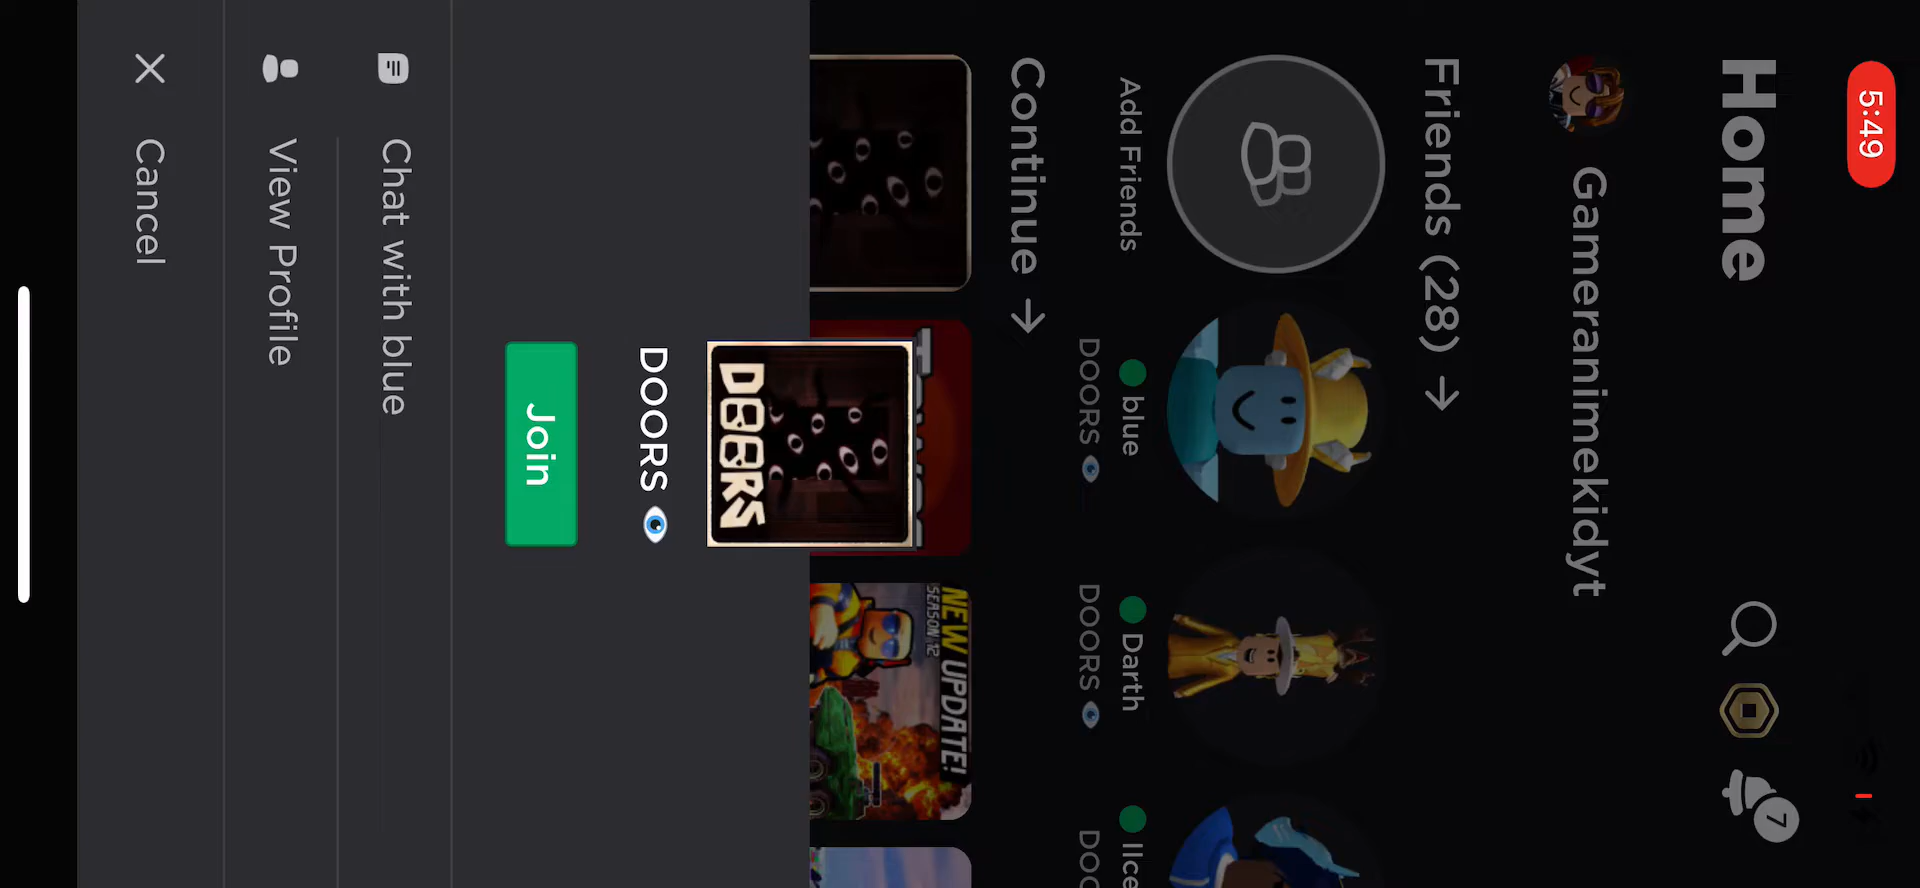 5:49
Home
7
Gameranimekidyt
Friends (28)
Add Friends
blue
DOORS
Darth
DOORS
Continue
NEW UPDATE!
SEASON 12
DOORS
DOORS
Join
Chat with blue
View Profile
Cancel